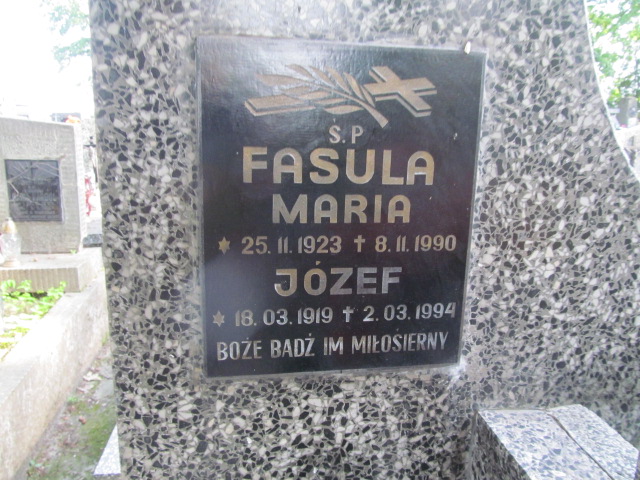 Ś.P
FASULA
MARIA
* 25.11.1923 ✝ 8.11.1990
JÓZEF
* 18.03.1919 ✝ 2.03.1994
BOŻE BADŹ IM MIŁOSIERNY